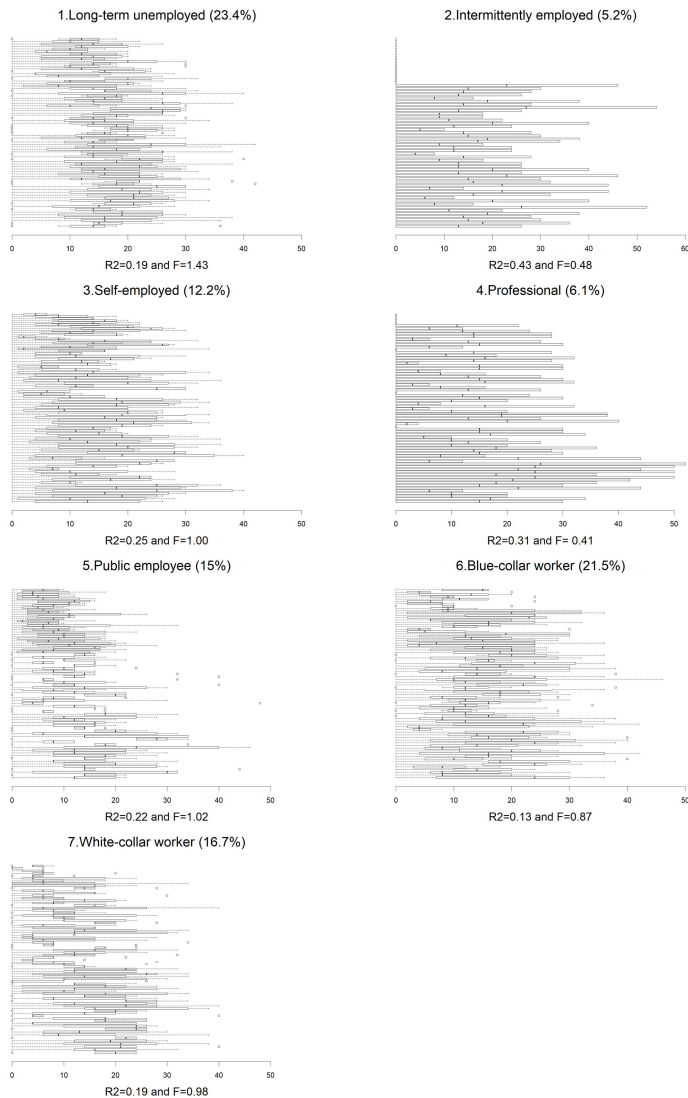 1.Long-term unemployed (23.4%)
2.Intermittently employed (5.2%)
0 10 20 30 40 50
0 10 20 30 40 50 60
R2=0.19 and F=1.43
R2=0.43 and F=0.48
3.Self-employed (12.2%)
4.Professional (6.1%)
0 10 20 30 40 50
0 10 20 30 40 50
R2=0.25 and F=1.00
R2=0.31 and F= 0.41
5.Public employee (15%)
6.Blue-collar worker (21.5%)
0 10 20 30 40 50
0 10 20 30 40 50
R2=0.22 and F=1.02
R2=0.13 and F=0.87
7.White-collar worker (16.7%)
0 10 20 30 40 50
R2=0.19 and F=0.98